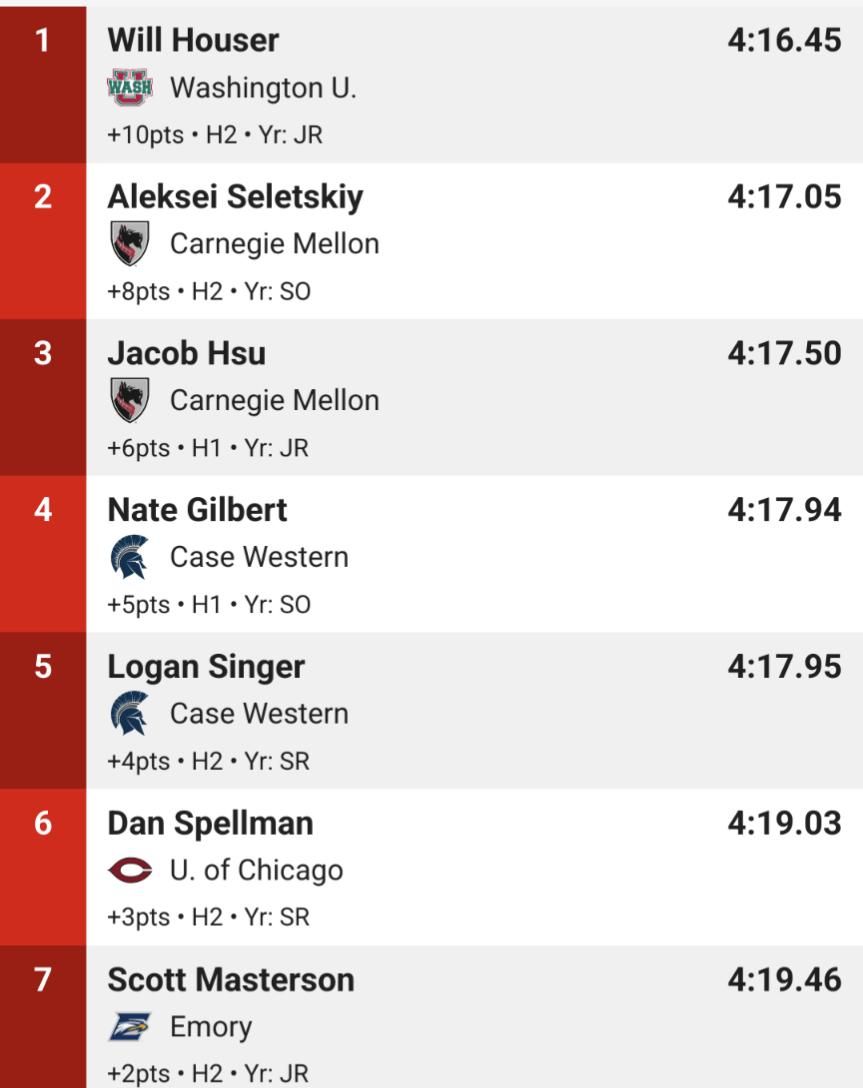 1
Will Houser
4:16.45
WASH
Washington U.
+10pts • H2 • Yr: JR
2
Aleksei Seletskiy
4:17.05
Carnegie Mellon
+8pts • H2 • Yr: SO
3
Jacob Hsu
4:17.50
Carnegie Mellon
+6pts • H1 • Yr: JR
4
Nate Gilbert
4:17.94
Case Western
+5pts • H1 • Yr: SO
5
Logan Singer
4:17.95
Case Western
+4pts • H2 • Yr: SR
6
Dan Spellman
4:19.03
U. of Chicago
+3pts • H2 • Yr: SR
7
Scott Masterson
4:19.46
Emory
+2pts • H2 • Yr: JR